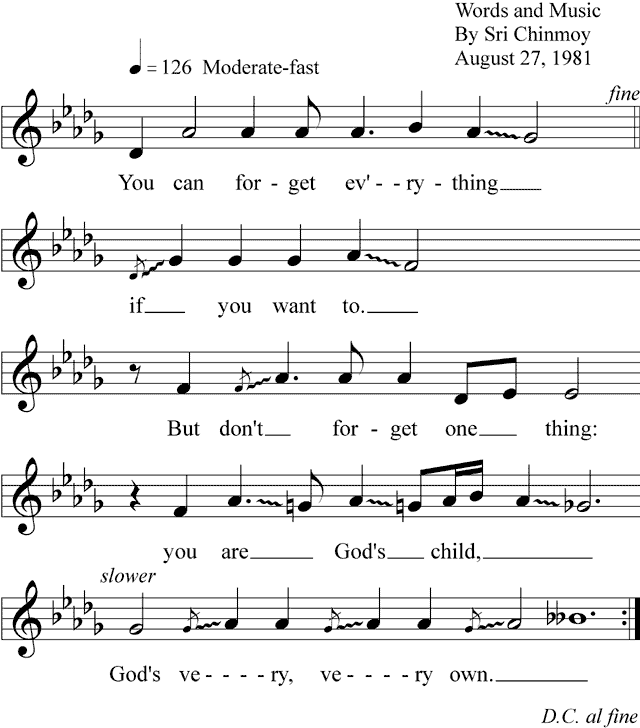 Words and Music
By Sri Chinmoy
August 27, 1981
= 126 Moderate-fast
fine
You can for - get ev' - - ry - thing
if you want to.
But don't for - get one thing:
you are God's child,
slower
God's ve - - - - ry, ve - - - - ry own.
D.C. al fine